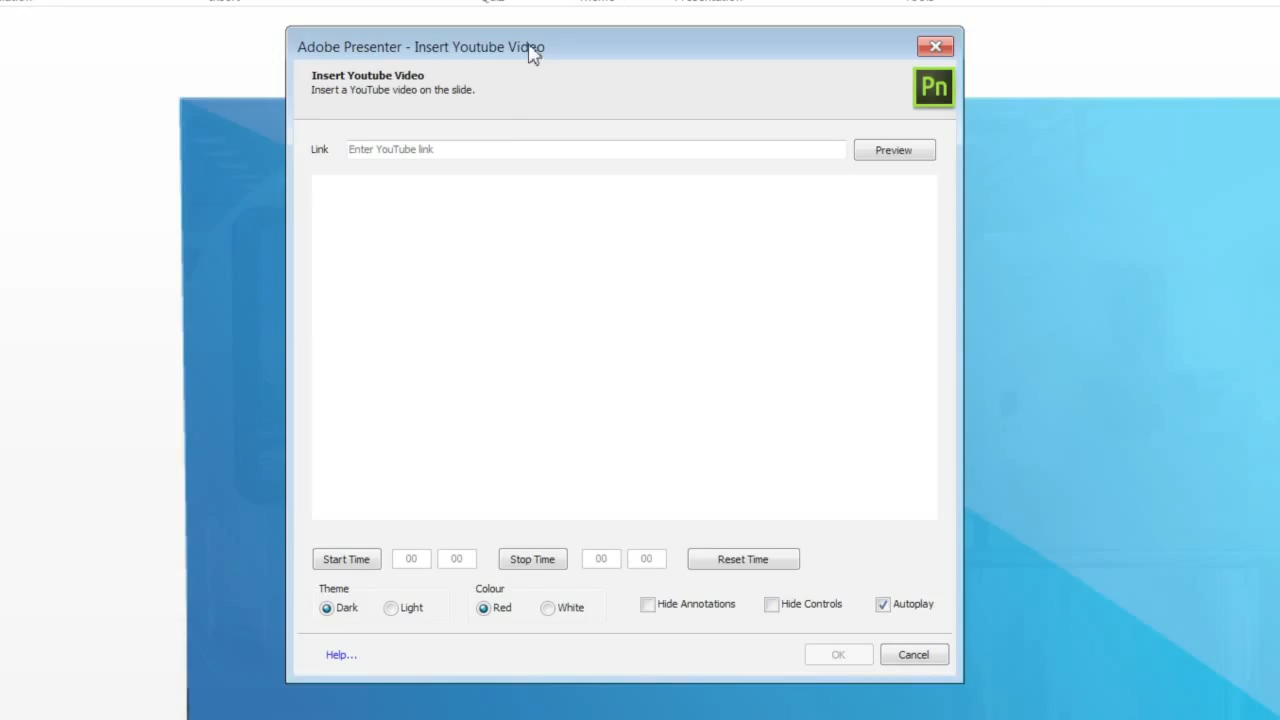 Adobe Presenter - Insert Youtube Video
Insert Youtube Video
Insert a YouTube video on the slide.
Pn
Link Enter YouTube link Preview
Start Time 00 00 Stop Time 00 00 Reset Time
Theme Colour
Dark Light Red White Hide Annotations Hide Controls Autoplay
Help... OK Cancel